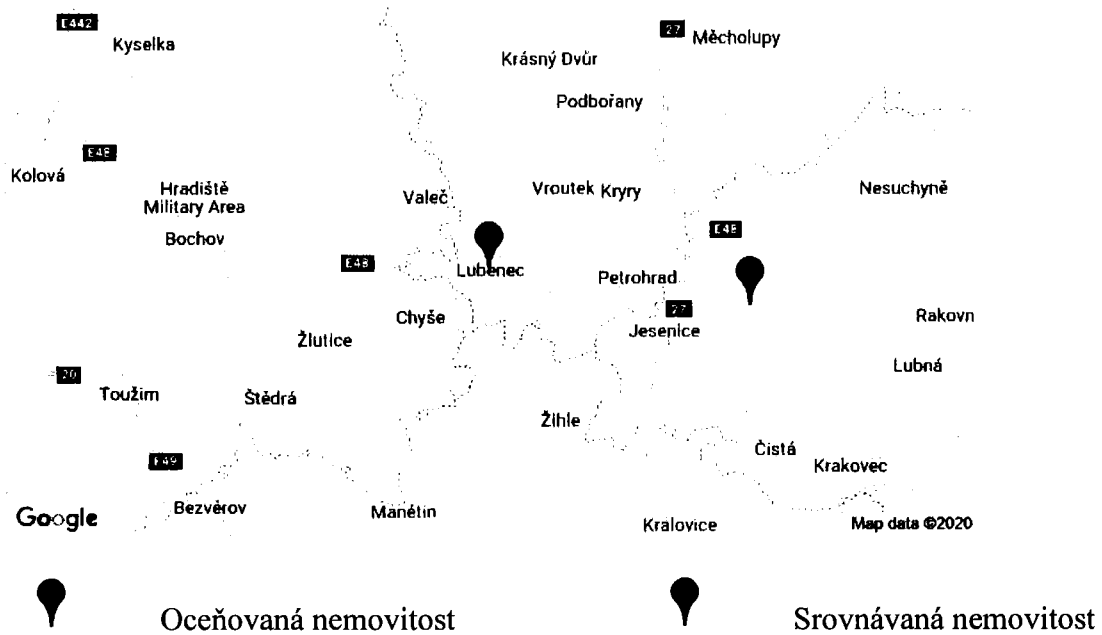 E442
Kyselka
27 Měcholupy
Krásný Dvůr
Podbořany
E48
Kolová
Hradiště
Military Area
Valeč
Vroutek Kryry
Nesuchyně
Bochov
E48
E48
Lubenec
Petrohrad
Chyše
27
Jesenice
Rakovn
Žlutice
Lubná
20
Toužim
Štědrá
Žihle
Čistá
Krakovec
E49
Bezvěrov
Manětín
Google
Kralovice
Map data ©2020
Oceňovaná nemovitost
Srovnávaná nemovitost